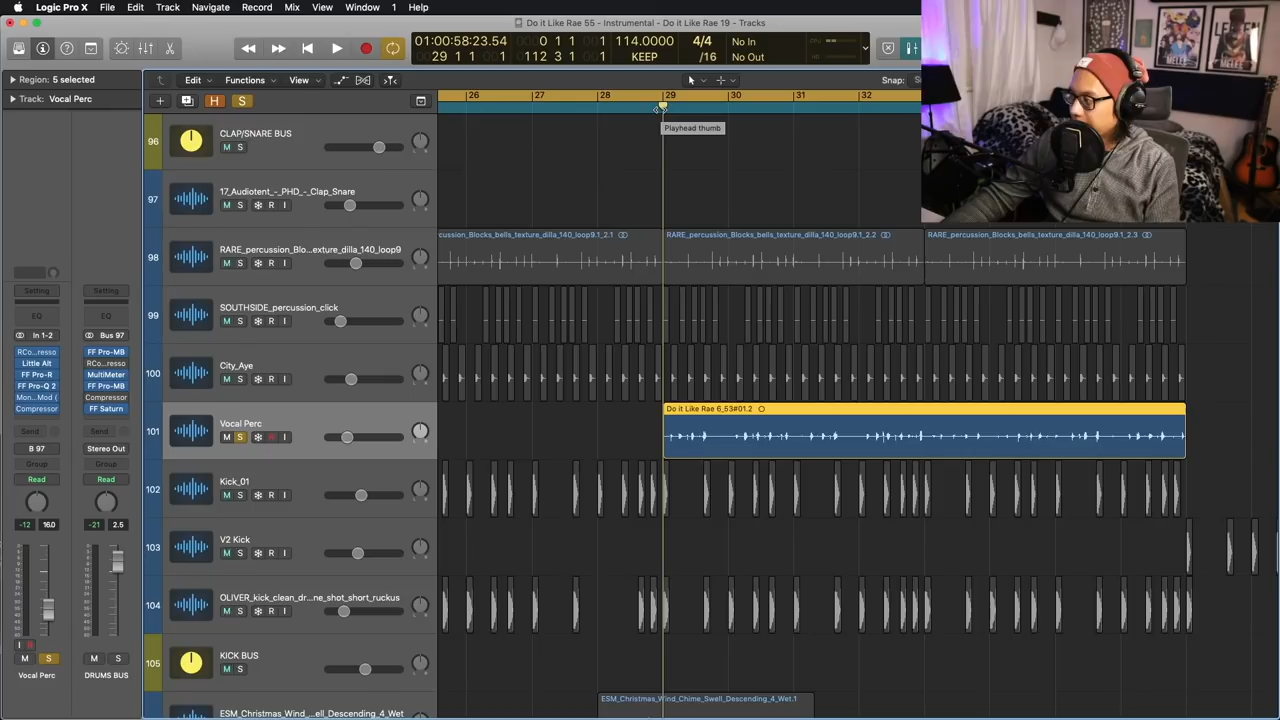 Logic Pro X File Edit Track Navigate Record Mix View Window 1 Help
Do it Like Rae 55 - Instrumental - Do it Like Rae 19 - Tracks
01:00:58:23.54 0 1 1 114.0000 4/4 No In
29 1 1 1 112 3 1 KEEP /16 No Out
Region: 5 selected
Edit Functions View Snap:
Track: Vocal Perc
H S
26 27 28 29 30 31 32
Playhead thumb
96 CLAP/SNARE BUS
M S
97 17_Audiotent_-_PHD_-_Clap_Snare
M S R I
98 RARE_percussion_Blo...exture_dilla_140_loop9
M S R I
cussion_Blocks_bells_texture_dilla_140_loop9.1_2.1
RARE_percussion_Blocks_bells_texture_dilla_140_loop9.1_2.2
RARE_percussion_Blocks_bells_texture_dilla_140_loop9.1_2.3
99 SOUTHSIDE_percussion_click
M S R I
100 City_Aye
M S R I
101 Vocal Perc
M S R I
Do it Like Rae 6_53#01.2
102 Kick_01
M S R I
103 V2 Kick
M S R I
104 OLIVER_kick_clean_dr...ne_shot_short_ruckus
M S R I
105 KICK BUS
M S
ESM_Christmas_Wind_...ell_Descending_4_Wet
ESM_Christmas_Wind_Chime_Swell_Descending_4_Wet.1
Setting Setting
EQ EQ
In 1-2 Bus 97
RCo...resso FF Pro-MB
Little Alt RCo...resso
FF Pro-R MultiMeter
FF Pro-Q 2 FF Pro-MB
Mon...Mod ( Compressor
Compressor FF Saturn
Send Send
B 97 Stereo Out
Group Group
Read Read
-12 16.0 -21 2.5
I R
M S M S
Vocal Perc DRUMS BUS
MELEE MELEE